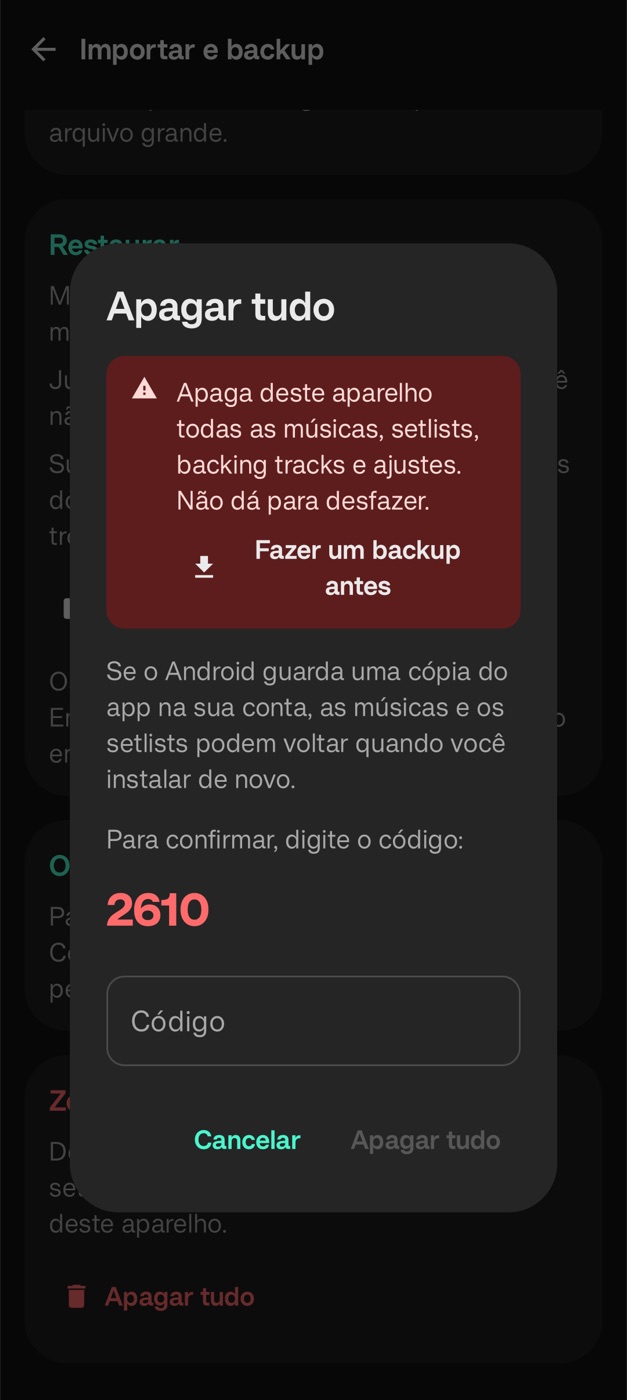 Importar e backup
arquivo grande.
Restaurar
Apagar tudo
Apaga deste aparelho
todas as músicas, setlists,
backing tracks e ajustes.
Não dá para desfazer.
Fazer um backup
antes
Se o Android guarda uma cópia do
app na sua conta, as músicas e os
setlists podem voltar quando você
instalar de novo.
Para confirmar, digite o código:
2610
Código
Cancelar
Apagar tudo
deste aparelho.
Apagar tudo